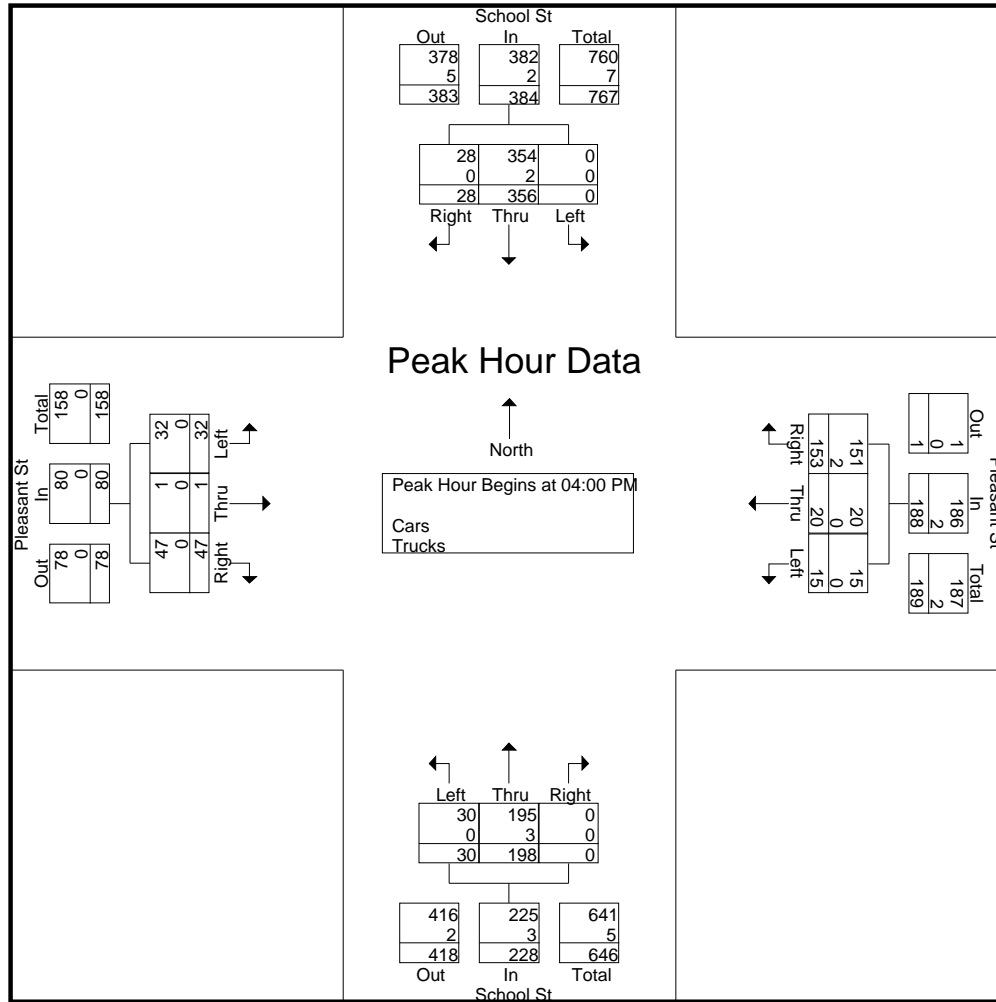 School St
Out In Total
378 382 760
5 2 7
383 384 767
28 354 0
0 2 0
28 356 0
Right Thru Left
Peak Hour Data
North
Peak Hour Begins at 04:00 PM
Cars
Trucks
Pleasant St
Total In Out
158 80 78
0 0 0
158 80 78
32 1 47
0 0 0
32 1 47
Left Thru Right
Pleasant St
Out In Total
1 186 187
0 2 2
1 188 189
151 20 15
2 0 0
153 20 15
Right Thru Left
Left Thru Right
30 195 0
0 3 0
30 198 0
416 225 641
2 3 5
418 228 646
Out In Total
School St